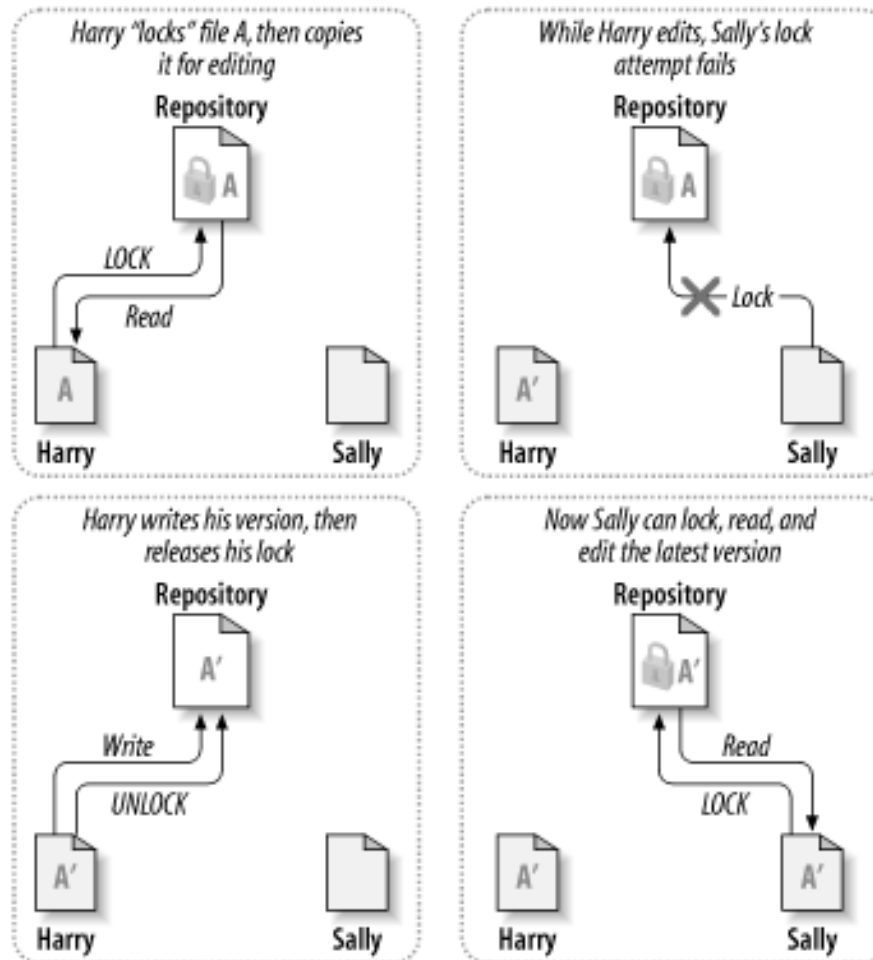 Harry “locks” file A, then copies
it for editing
Repository
A
LOCK
Read
A
Harry
Sally
While Harry edits, Sally’s lock
attempt fails
Repository
A
Lock
A’
Harry
Sally
Harry writes his version, then
releases his lock
Repository
A’
Write
UNLOCK
A’
Harry
Sally
Now Sally can lock, read, and
edit the latest version
Repository
A’
Read
LOCK
A’
Harry
A’
Sally